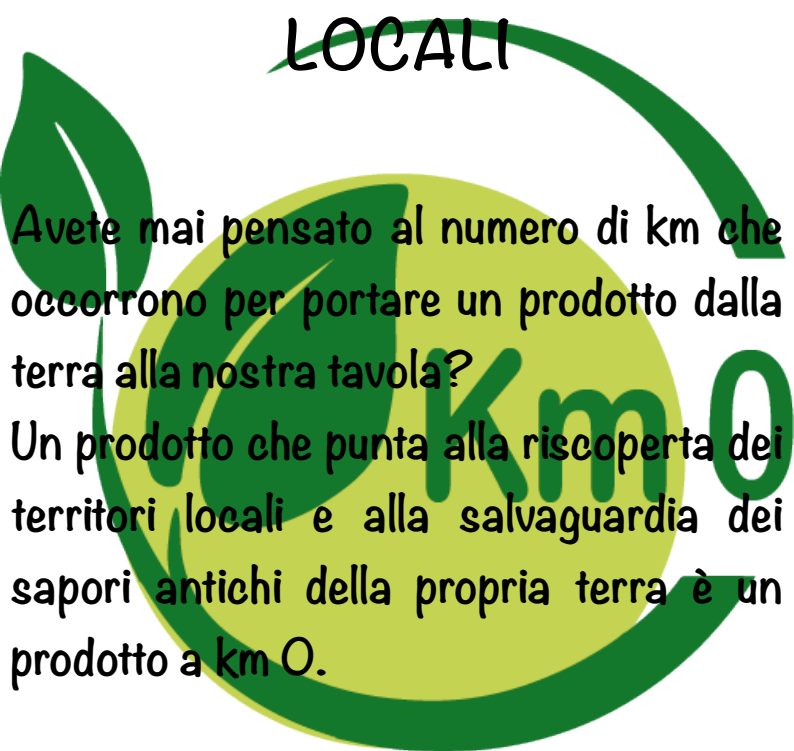 LOCALI
Avete mai pensato al numero di km che
occorrono per portare un prodotto dalla
terra alla nostra tavola?
Km 0
Un prodotto che punta alla riscoperta dei
territori locali e alla salvaguardia dei
sapori antichi della propria terra è un
prodotto a km 0.